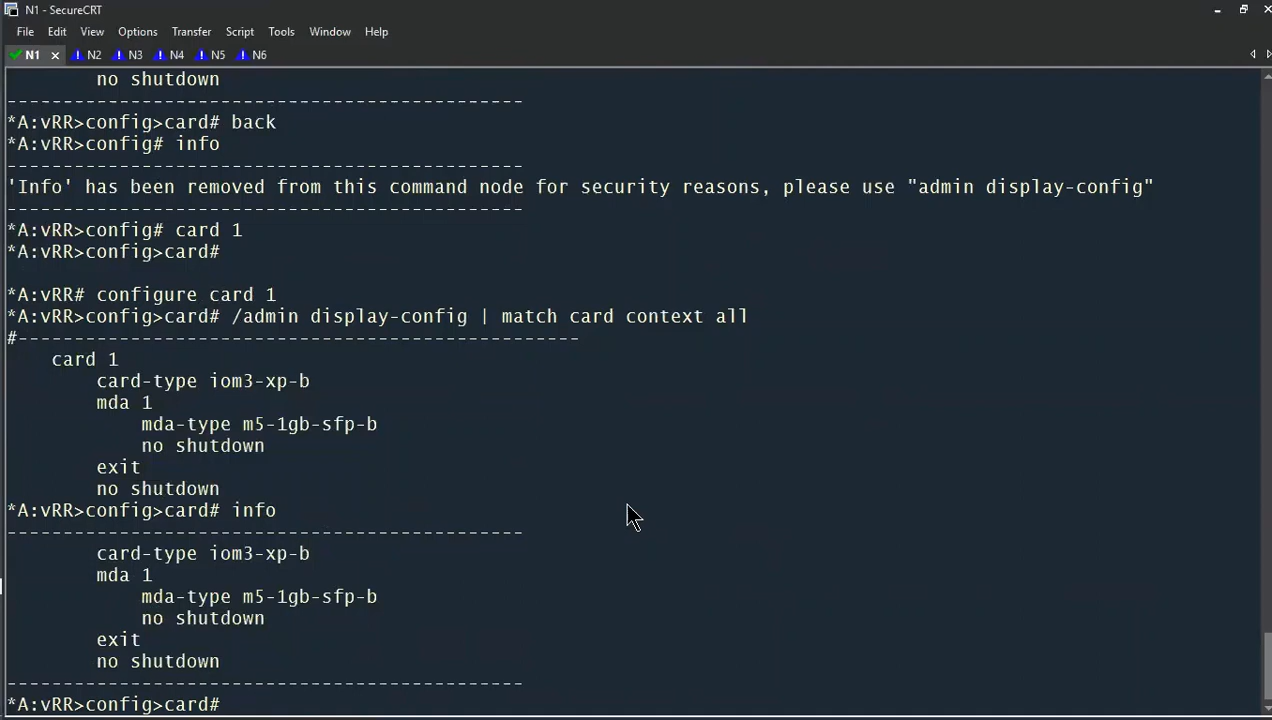 N1 - SecureCRT
File Edit View Options Transfer Script Tools Window Help
N1 N2 N3 N4 N5 N6
no shutdown
----------------------------------------------
*A:vRR>config>card# back
*A:vRR>config# info
----------------------------------------------
'Info' has been removed from this command node for security reasons, please use "admin display-config"
----------------------------------------------
*A:vRR>config# card 1
*A:vRR>config>card#
*A:vRR# configure card 1
*A:vRR>config>card# /admin display-config | match card context all
#--------------------------------------------------
    card 1
        card-type iom3-xp-b
        mda 1
            mda-type m5-1gb-sfp-b
            no shutdown
        exit
        no shutdown
*A:vRR>config>card# info
----------------------------------------------
        card-type iom3-xp-b
        mda 1
            mda-type m5-1gb-sfp-b
            no shutdown
        exit
        no shutdown
----------------------------------------------
*A:vRR>config>card#